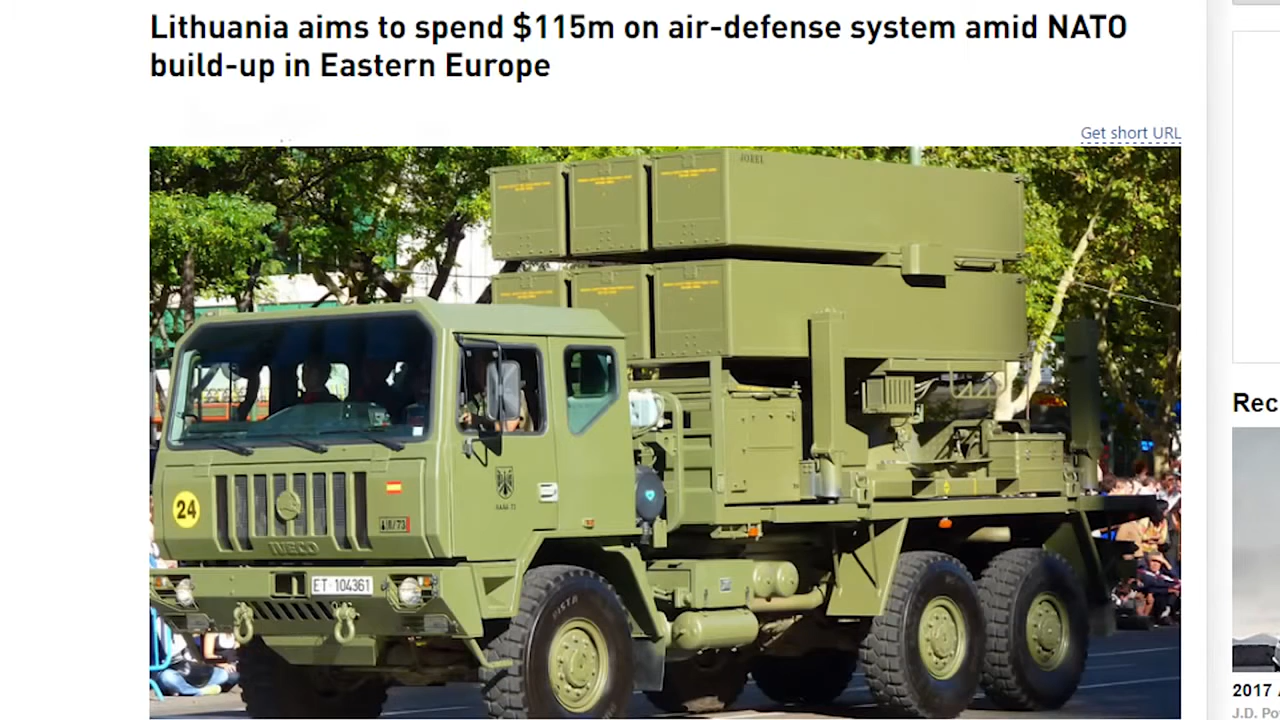 Lithuania aims to spend $115m on air-defense system amid NATO
build-up in Eastern Europe
Get short URL
24
IVECO
ET-104361
Rec
2017
J.D. Po